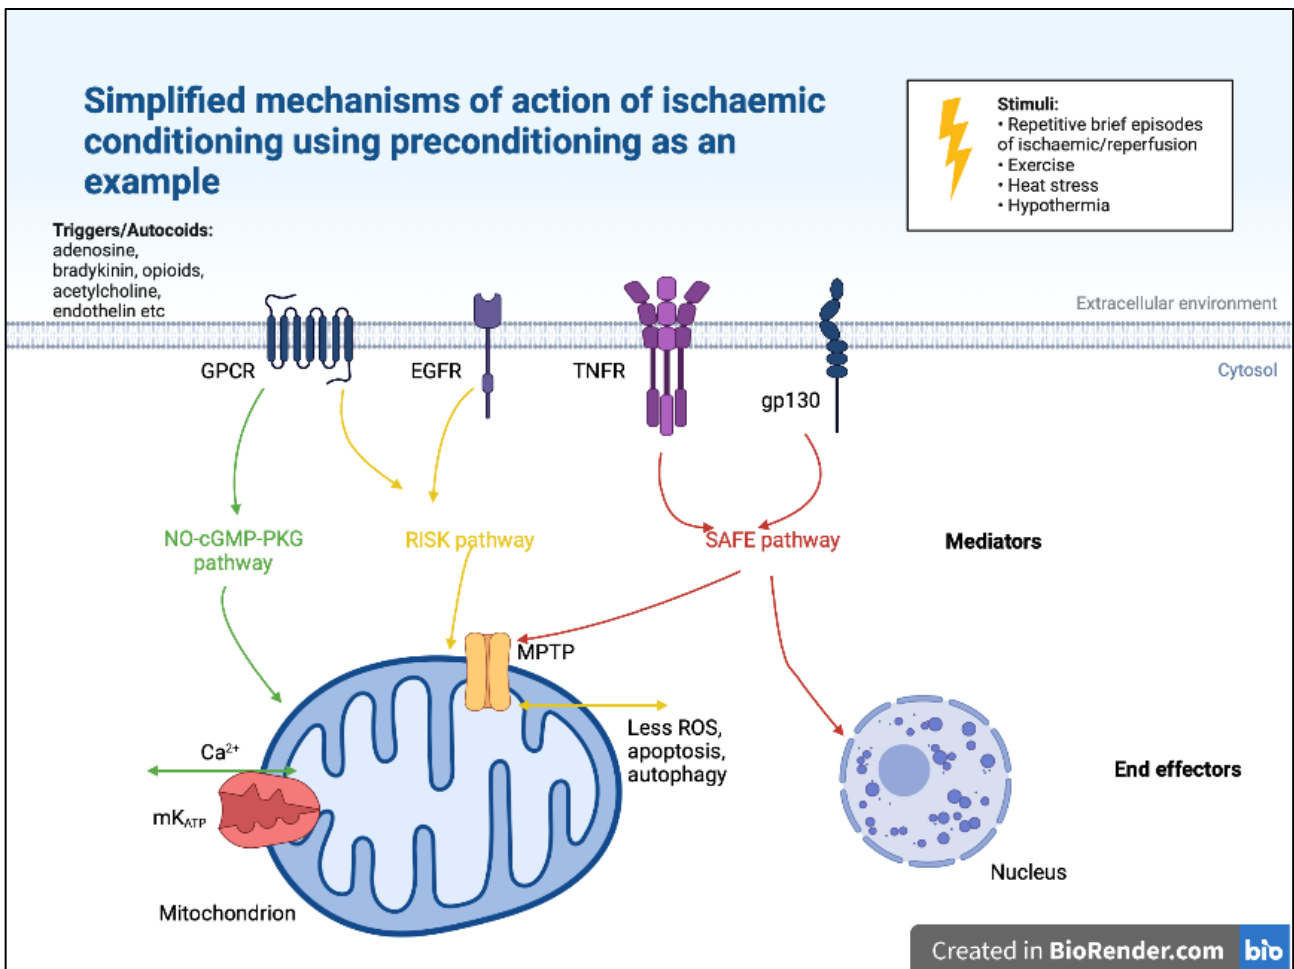 Simplified mechanisms of action of ischaemic
conditioning using preconditioning as an
example
Stimuli:
• Repetitive brief episodes
of ischaemic/reperfusion
• Exercise
• Heat stress
• Hypothermia
Triggers/Autocoids:
adenosine,
bradykinin, opioids,
acetylcholine,
endothelin etc
Extracellular environment
GPCR
EGFR
TNFR
gp130
Cytosol
NO-cGMP-PKG
pathway
RISK pathway
SAFE pathway
Mediators
MPTP
Less ROS,
apoptosis,
autophagy
Ca²⁺
mKATP
End effectors
Nucleus
Mitochondrion
Created in BioRender.com bio